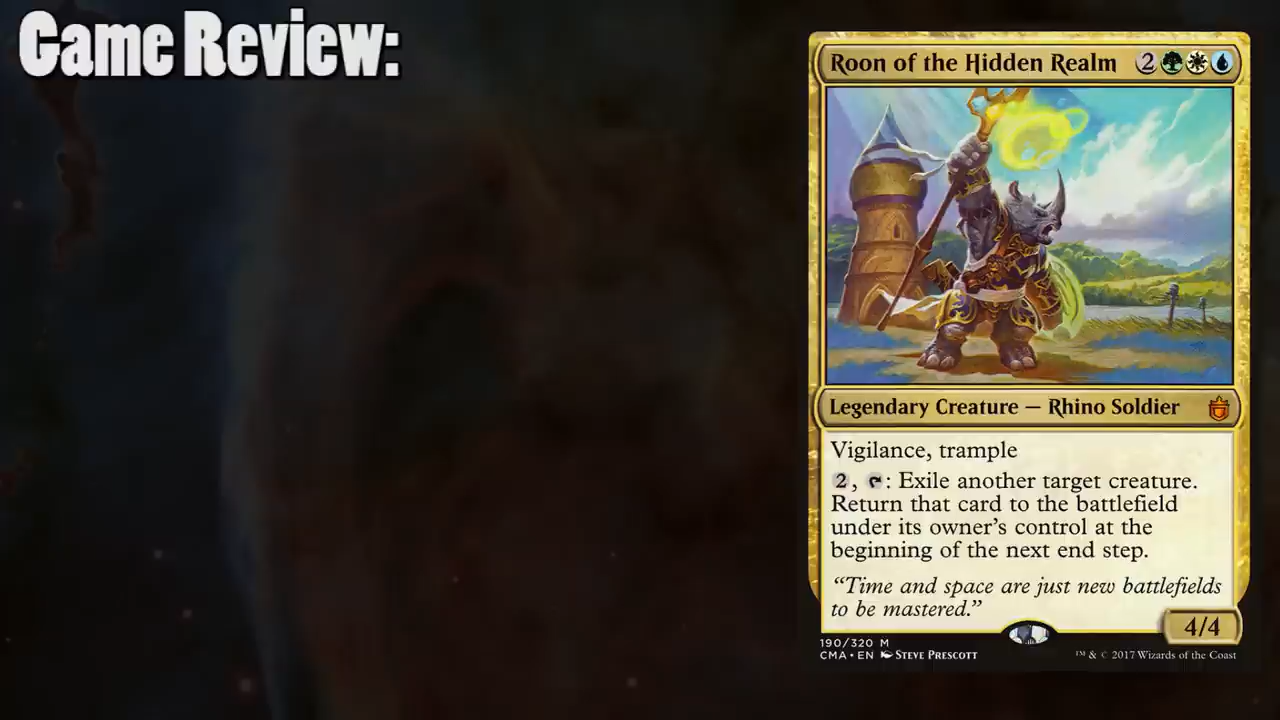 Game Review:
Roon of the Hidden Realm 2
Legendary Creature — Rhino Soldier
Vigilance, trample
2, : Exile another target creature.
Return that card to the battlefield
under its owner's control at the
beginning of the next end step.
“Time and space are just new battlefields
to be mastered.”
4/4
190/320 M
CMA • EN Steve Prescott
™ & © 2017 Wizards of the Coast